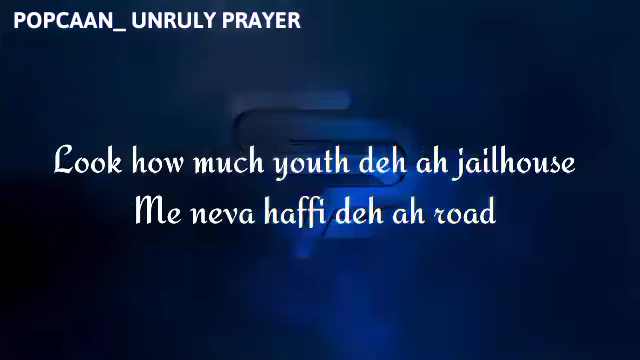 POPCAAN_ UNRULY PRAYER
Look how much youth deh ah jailhouse
Me neva haffi deh ah road